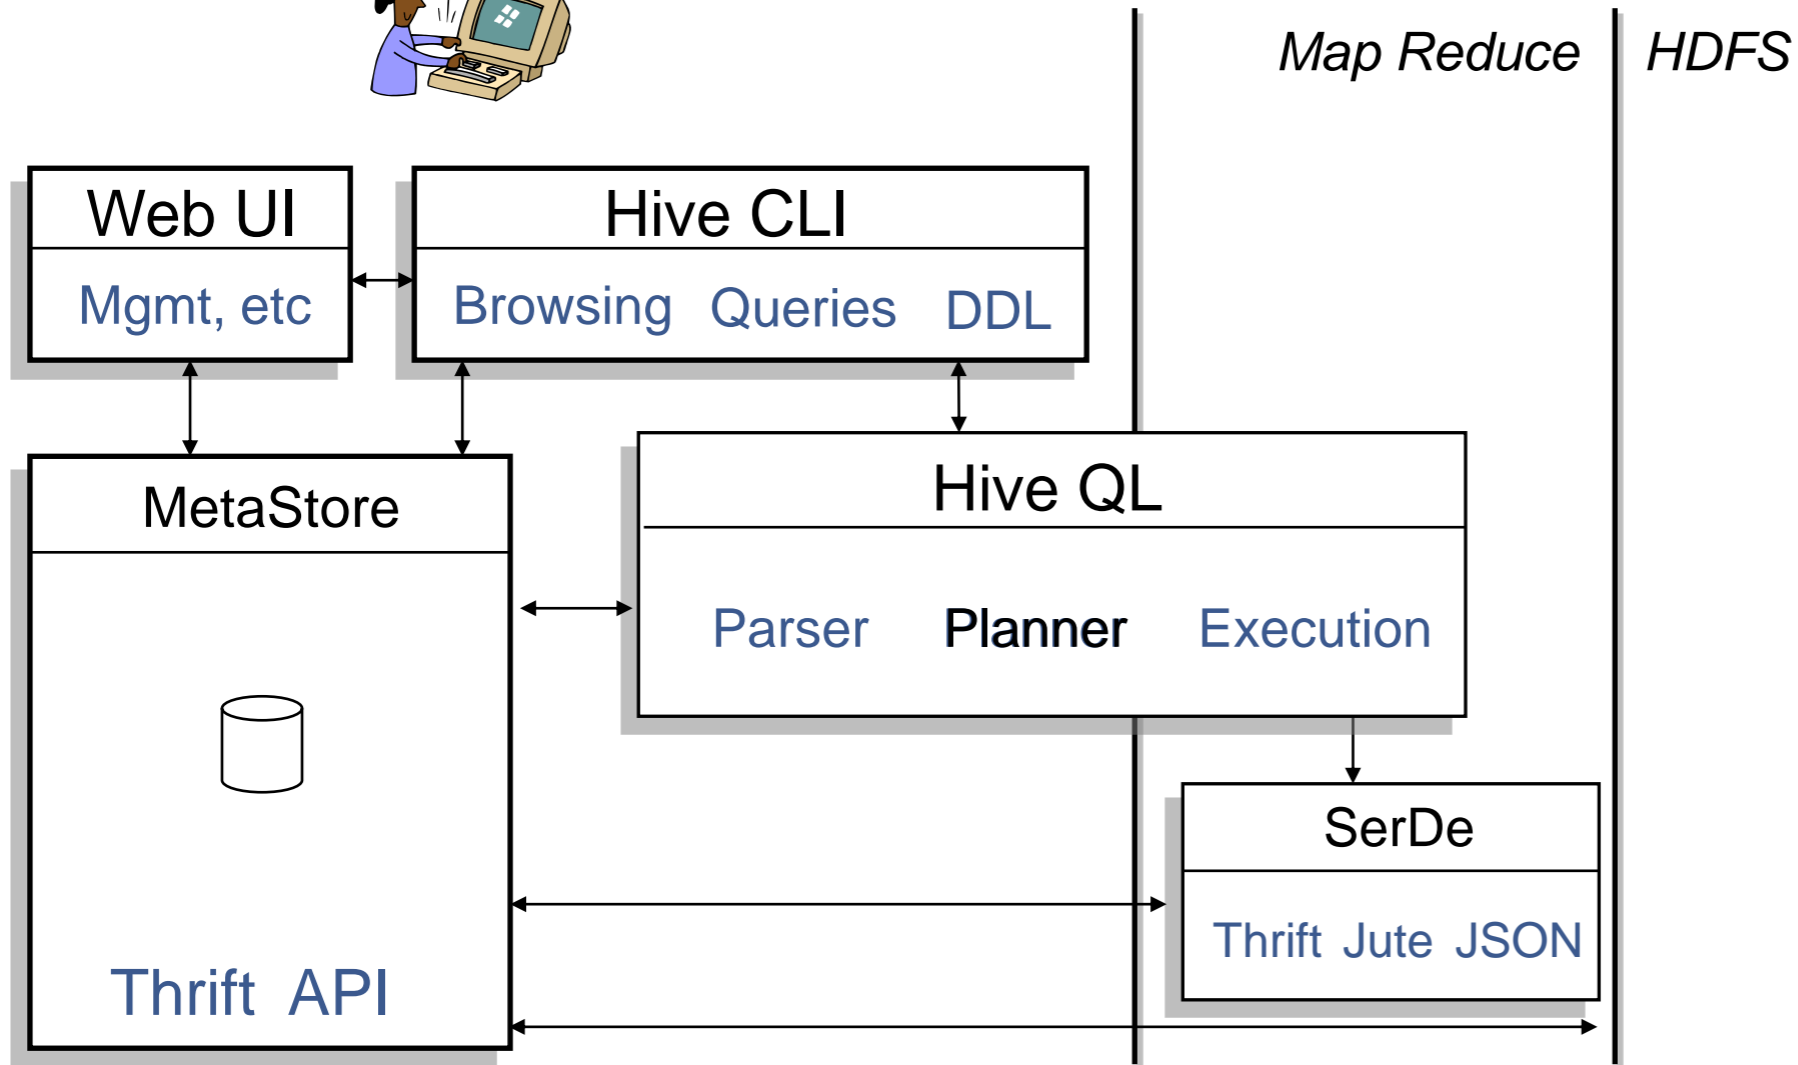 Map Reduce
HDFS
Web UI
Hive CLI
Mgmt, etc
Browsing Queries DDL
MetaStore
Hive QL
Parser Planner Execution
SerDe
Thrift Jute JSON
Thrift API